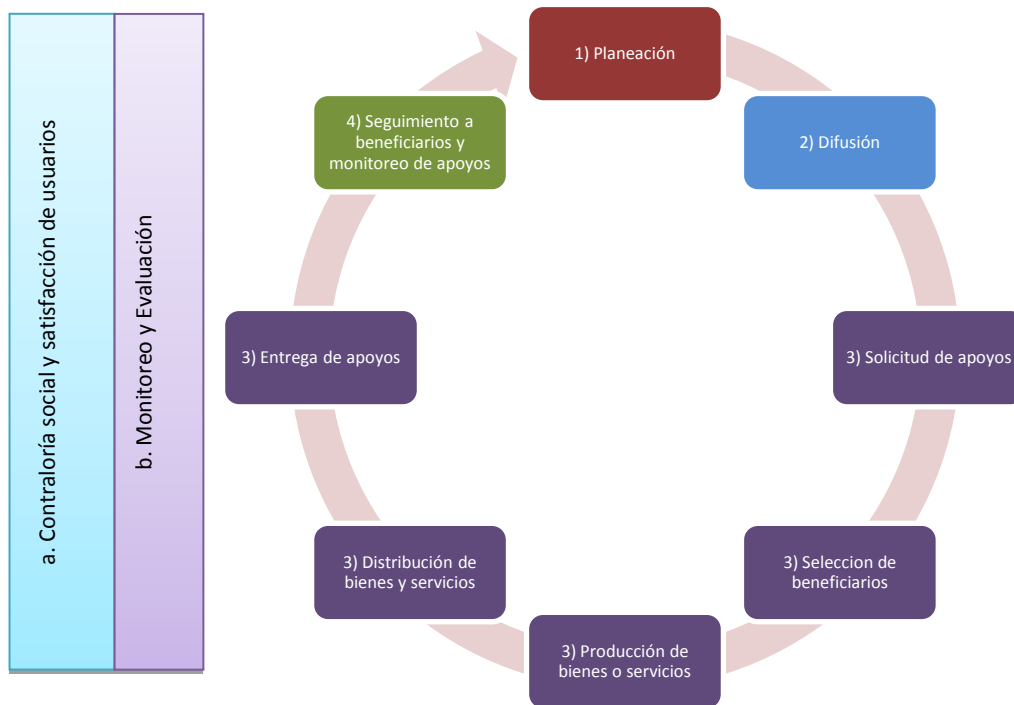 a. Contraloría social y satisfacción de usuarios
b. Monitoreo y Evaluación
1) Planeación
2) Difusión
3) Solicitud de apoyos
3) Seleccion de
beneficiarios
3) Producción de
bienes o servicios
3) Distribución de
bienes y servicios
3) Entrega de apoyos
4) Seguimiento a
beneficiarios y
monitoreo de apoyos